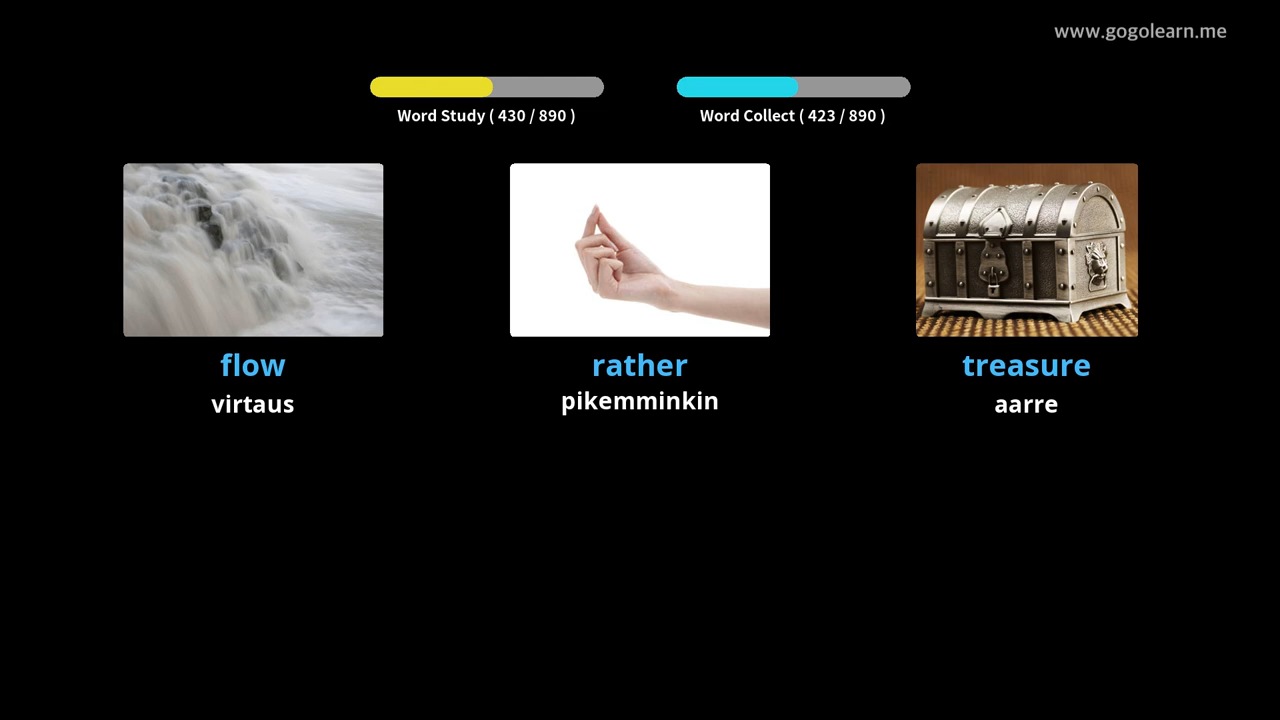 www.gogolearn.me
Word Study ( 430 / 890 )
Word Collect ( 423 / 890 )
flow
virtaus
rather
pikemminkin
treasure
aarre